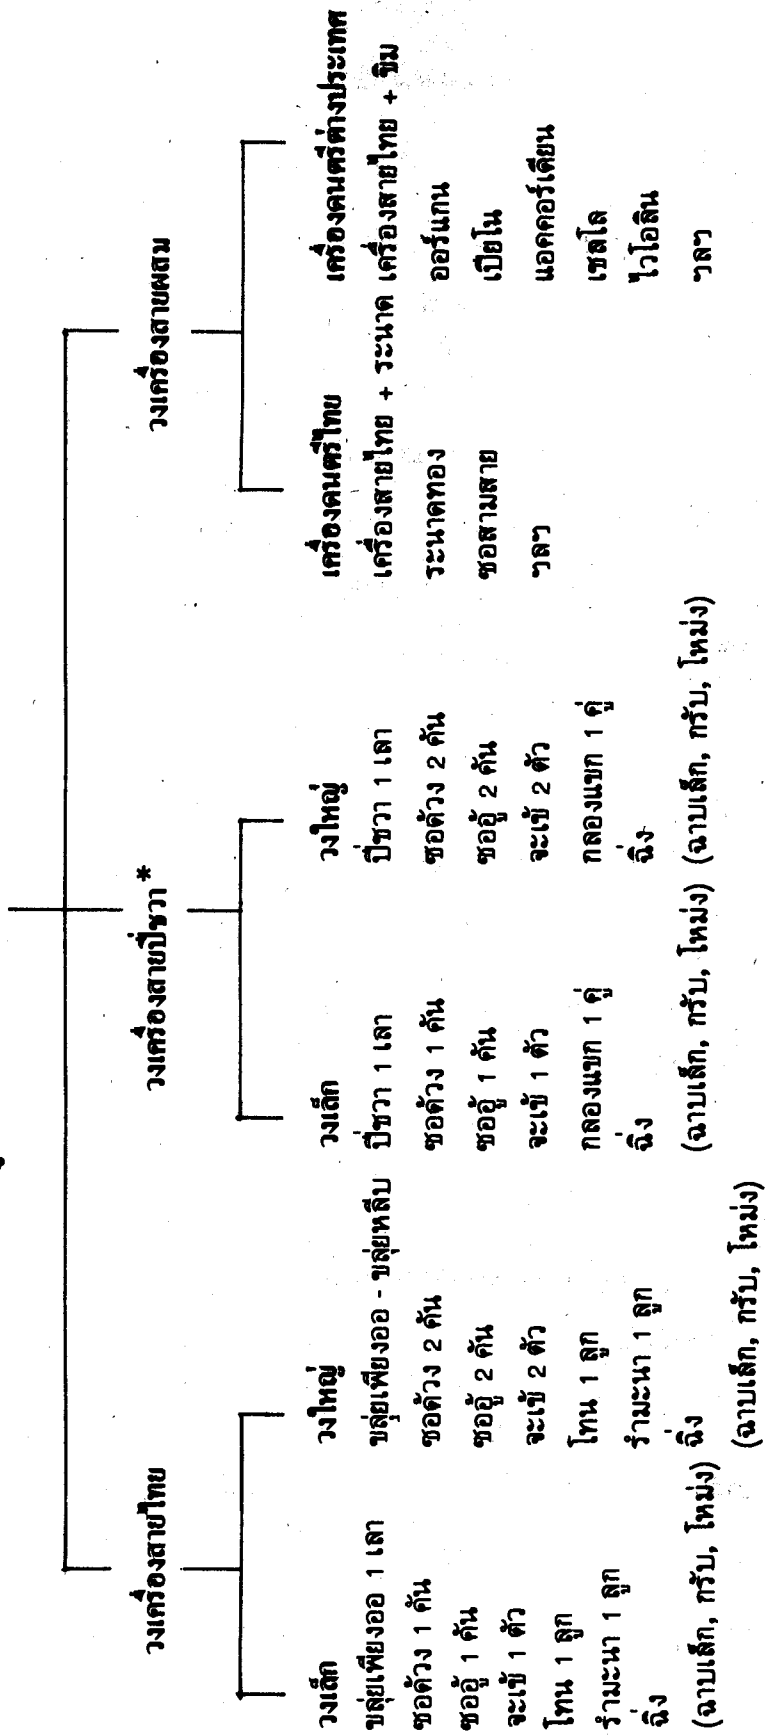 วงเครื่องสายไทย
วงเล็ก
ขลุ่ยเพียงออ 1 เลา
ซอด้วง 1 คัน
ซออู้ 1 คัน
จะเข้ 1 ตัว
โทน 1 ลูก
รำมะนา 1 ลูก
ฉิ่ง
(ฉาบเล็ก, กรับ, โหม่ง)
วงใหญ่
ขลุ่ยเพียงออ - ขลุ่ยหลีบ
ซอด้วง 2 คัน
ซออู้ 2 คัน
จะเข้ 2 ตัว
โทน 1 ลูก
รำมะนา 1 ลูก
ฉิ่ง
(ฉาบเล็ก, กรับ, โหม่ง)
วงเครื่องสายปี่ชวา*
วงเล็ก
ปี่ชวา 1 เลา
ซอด้วง 1 คัน
ซออู้ 1 คัน
จะเข้ 1 ตัว
กลองแขก 1 คู่
ฉิ่ง
(ฉาบเล็ก, กรับ, โหม่ง)
วงใหญ่
ปี่ชวา 1 เลา
ซอด้วง 2 คัน
ซออู้ 2 คัน
จะเข้ 2 ตัว
กลองแขก 1 คู่
ฉิ่ง
(ฉาบเล็ก, กรับ, โหม่ง)
วงเครื่องสายผสม
เครื่องดนตรีไทย
เครื่องสายไทย + ระนาด
ระนาดทอง
ซอสามสาย
ฯลฯ
เครื่องดนตรีต่างประเทศ
เครื่องสายไทย + ขิม
ออร์แกน
เปียโน
แอคคอร์เดียน
เชลโล
ไวโอลิน
ฯลฯ